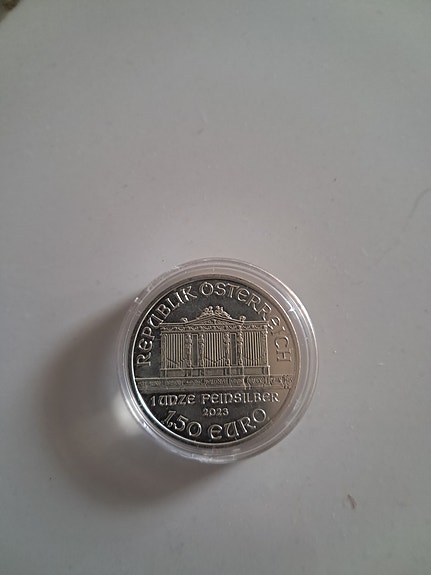 REPUBLIK ÖSTERREICH
1 UNZE FEINSILBER
2023
1,50 EURO